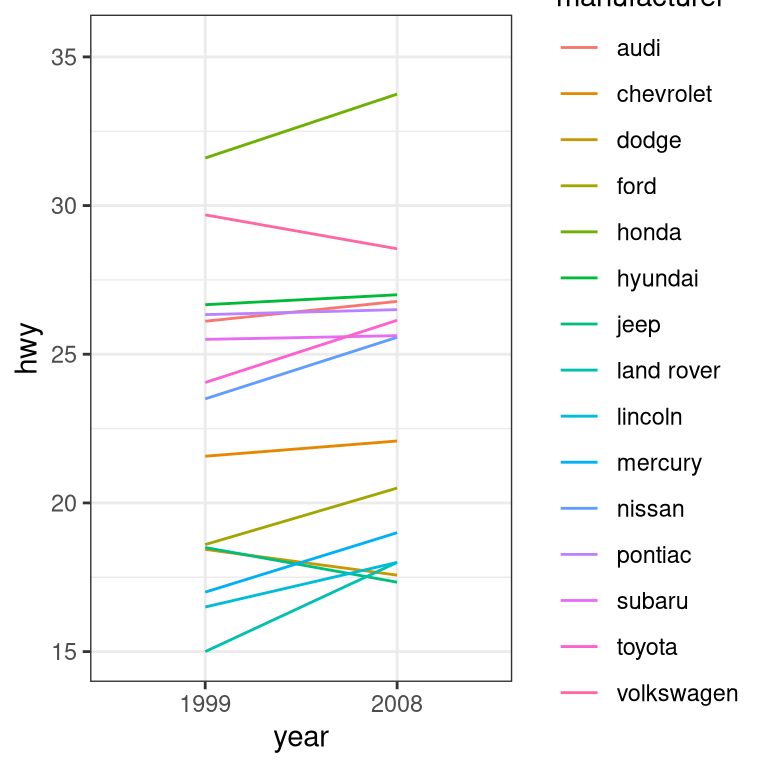 manufacturer
35
30
25
20
15
hwy
1999
2008
year
audi
chevrolet
dodge
ford
honda
hyundai
jeep
land rover
lincoln
mercury
nissan
pontiac
subaru
toyota
volkswagen